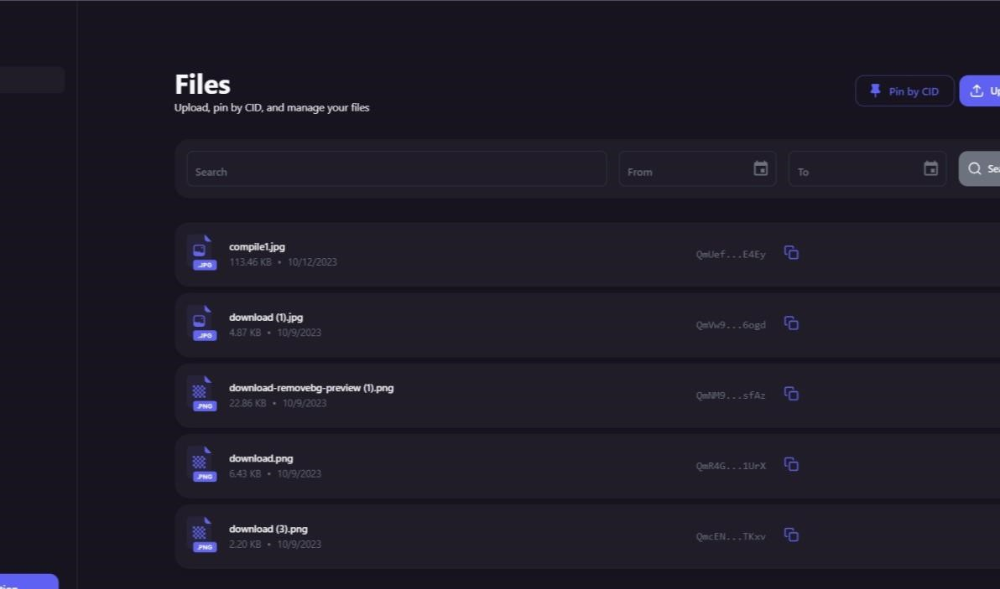 Files
Upload, pin by CID, and manage your files
Pin by CID
Search
From
To
compile1.jpg
113.46 KB • 10/12/2023
.JPG
QmUef...E4Ey
download (1).jpg
4.87 KB • 10/9/2023
.JPG
QmVw9...6ogd
download-removebg-preview (1).png
22.86 KB • 10/9/2023
.PNG
QmNM9...sfAz
download.png
6.43 KB • 10/9/2023
.PNG
QmR4G...1UrX
download (3).png
2.20 KB • 10/9/2023
.PNG
QmcEN...TKxv